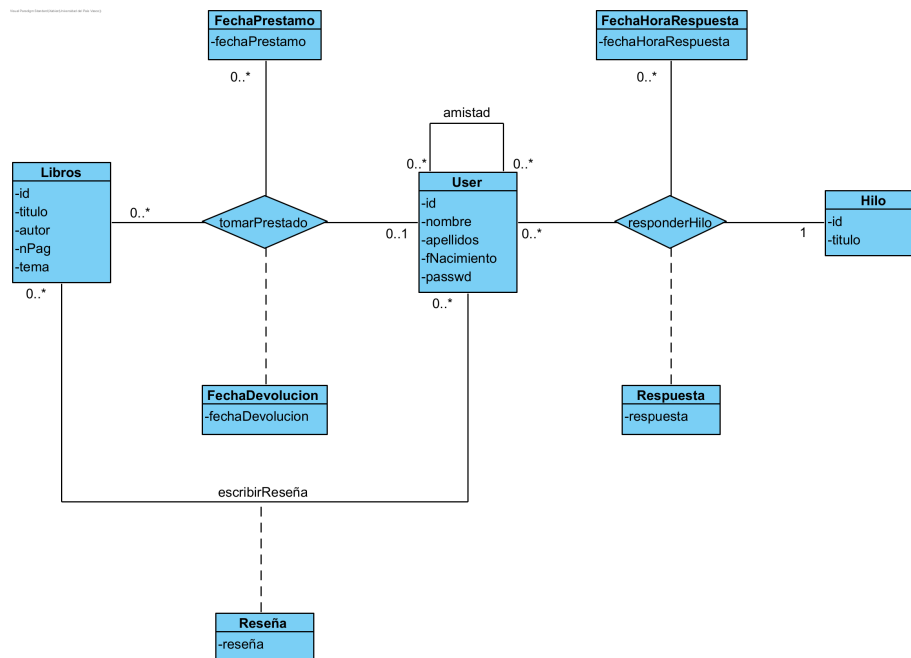 FechaPrestamo
-fechaPrestamo
0..*
FechaHoraRespuesta
-fechaHoraRespuesta
0..*
amistad
0..*
0..*
Libros
-id
-titulo
-autor
-nPag
-tema
0..*
0..*
tomarPrestado
0..1
User
-id
-nombre
-apellidos
-fNacimiento
-passwd
0..*
0..*
responderHilo
1
Hilo
-id
-titulo
FechaDevolucion
-fechaDevolucion
Respuesta
-respuesta
escribirReseña
Reseña
-reseña